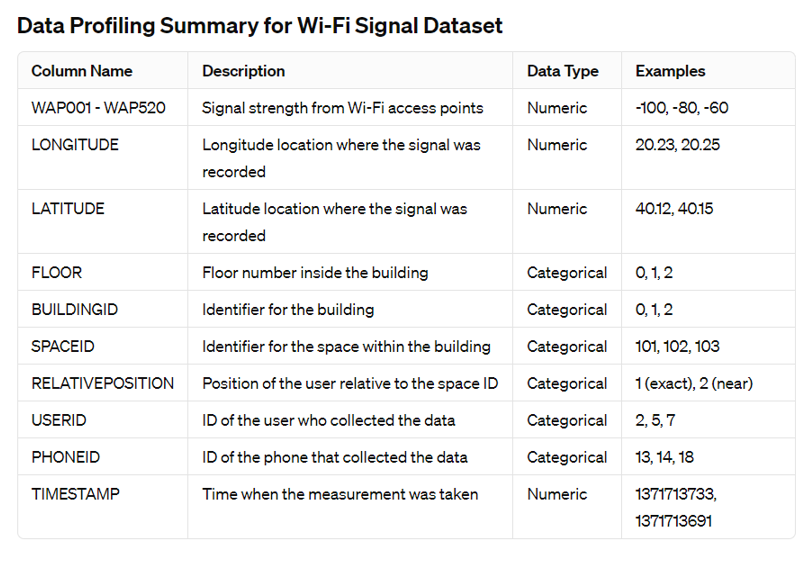 Data Profiling Summary for Wi-Fi Signal Dataset
Column Name Description Data Type Examples
WAP001 - WAP520 Signal strength from Wi-Fi access points Numeric -100, -80, -60
LONGITUDE Longitude location where the signal was Numeric 20.23, 20.25
recorded
LATITUDE Latitude location where the signal was Numeric 40.12, 40.15
recorded
FLOOR Floor number inside the building Categorical 0, 1, 2
BUILDINGID Identifier for the building Categorical 0, 1, 2
SPACEID Identifier for the space within the building Categorical 101, 102, 103
RELATIVEPOSITION Position of the user relative to the space ID Categorical 1 (exact), 2 (near)
USERID ID of the user who collected the data Categorical 2, 5, 7
PHONEID ID of the phone that collected the data Categorical 13, 14, 18
TIMESTAMP Time when the measurement was taken Numeric 1371713733,
1371713691